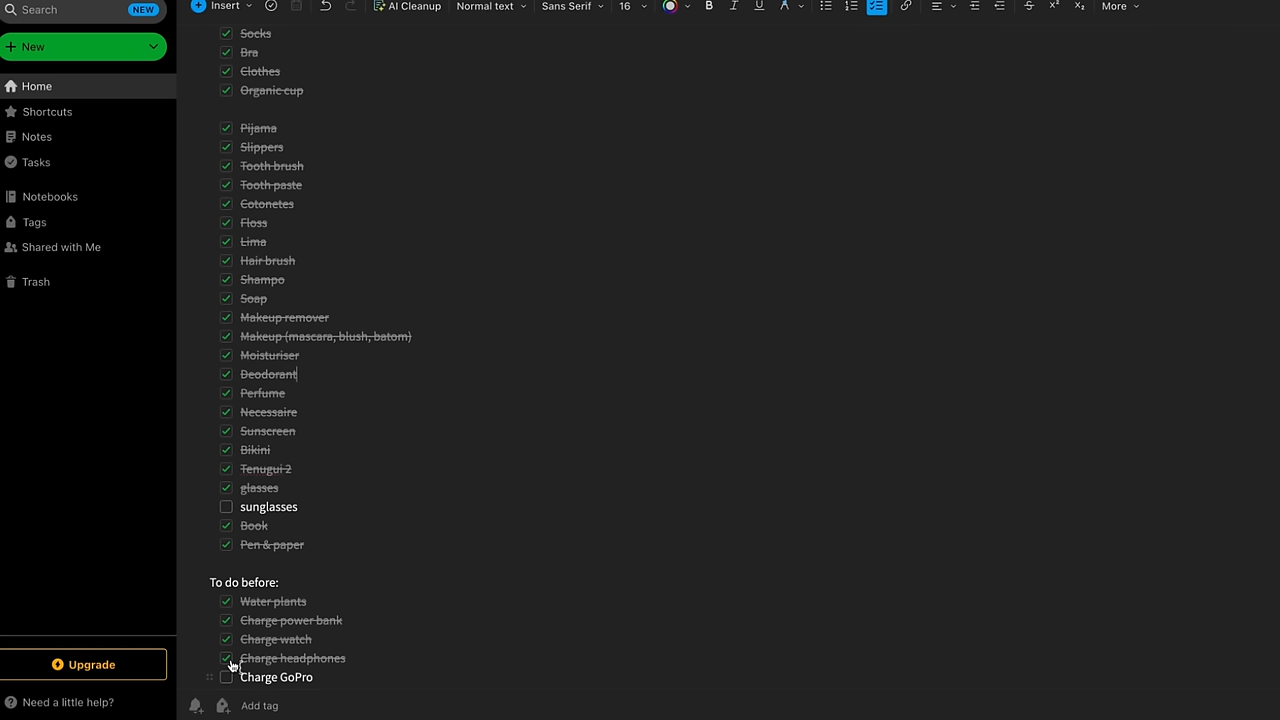 Search NEW
New
Home
Shortcuts
Notes
Tasks
Notebooks
Tags
Shared with Me
Trash
Upgrade
Need a little help?
Insert AI Cleanup Normal text Sans Serif 16 B I U A More
Socks
Bra
Clothes
Organic cup
Pijama
Slippers
Tooth brush
Tooth paste
Cotonetes
Floss
Lima
Hair brush
Shampo
Soap
Makeup remover
Makeup (mascara, blush, batom)
Moisturiser
Deodorant
Perfume
Necessaire
Sunscreen
Bikini
Tenugui 2
glasses
sunglasses
Book
Pen & paper
To do before:
Water plants
Charge power bank
Charge watch
Charge headphones
Charge GoPro
Add tag